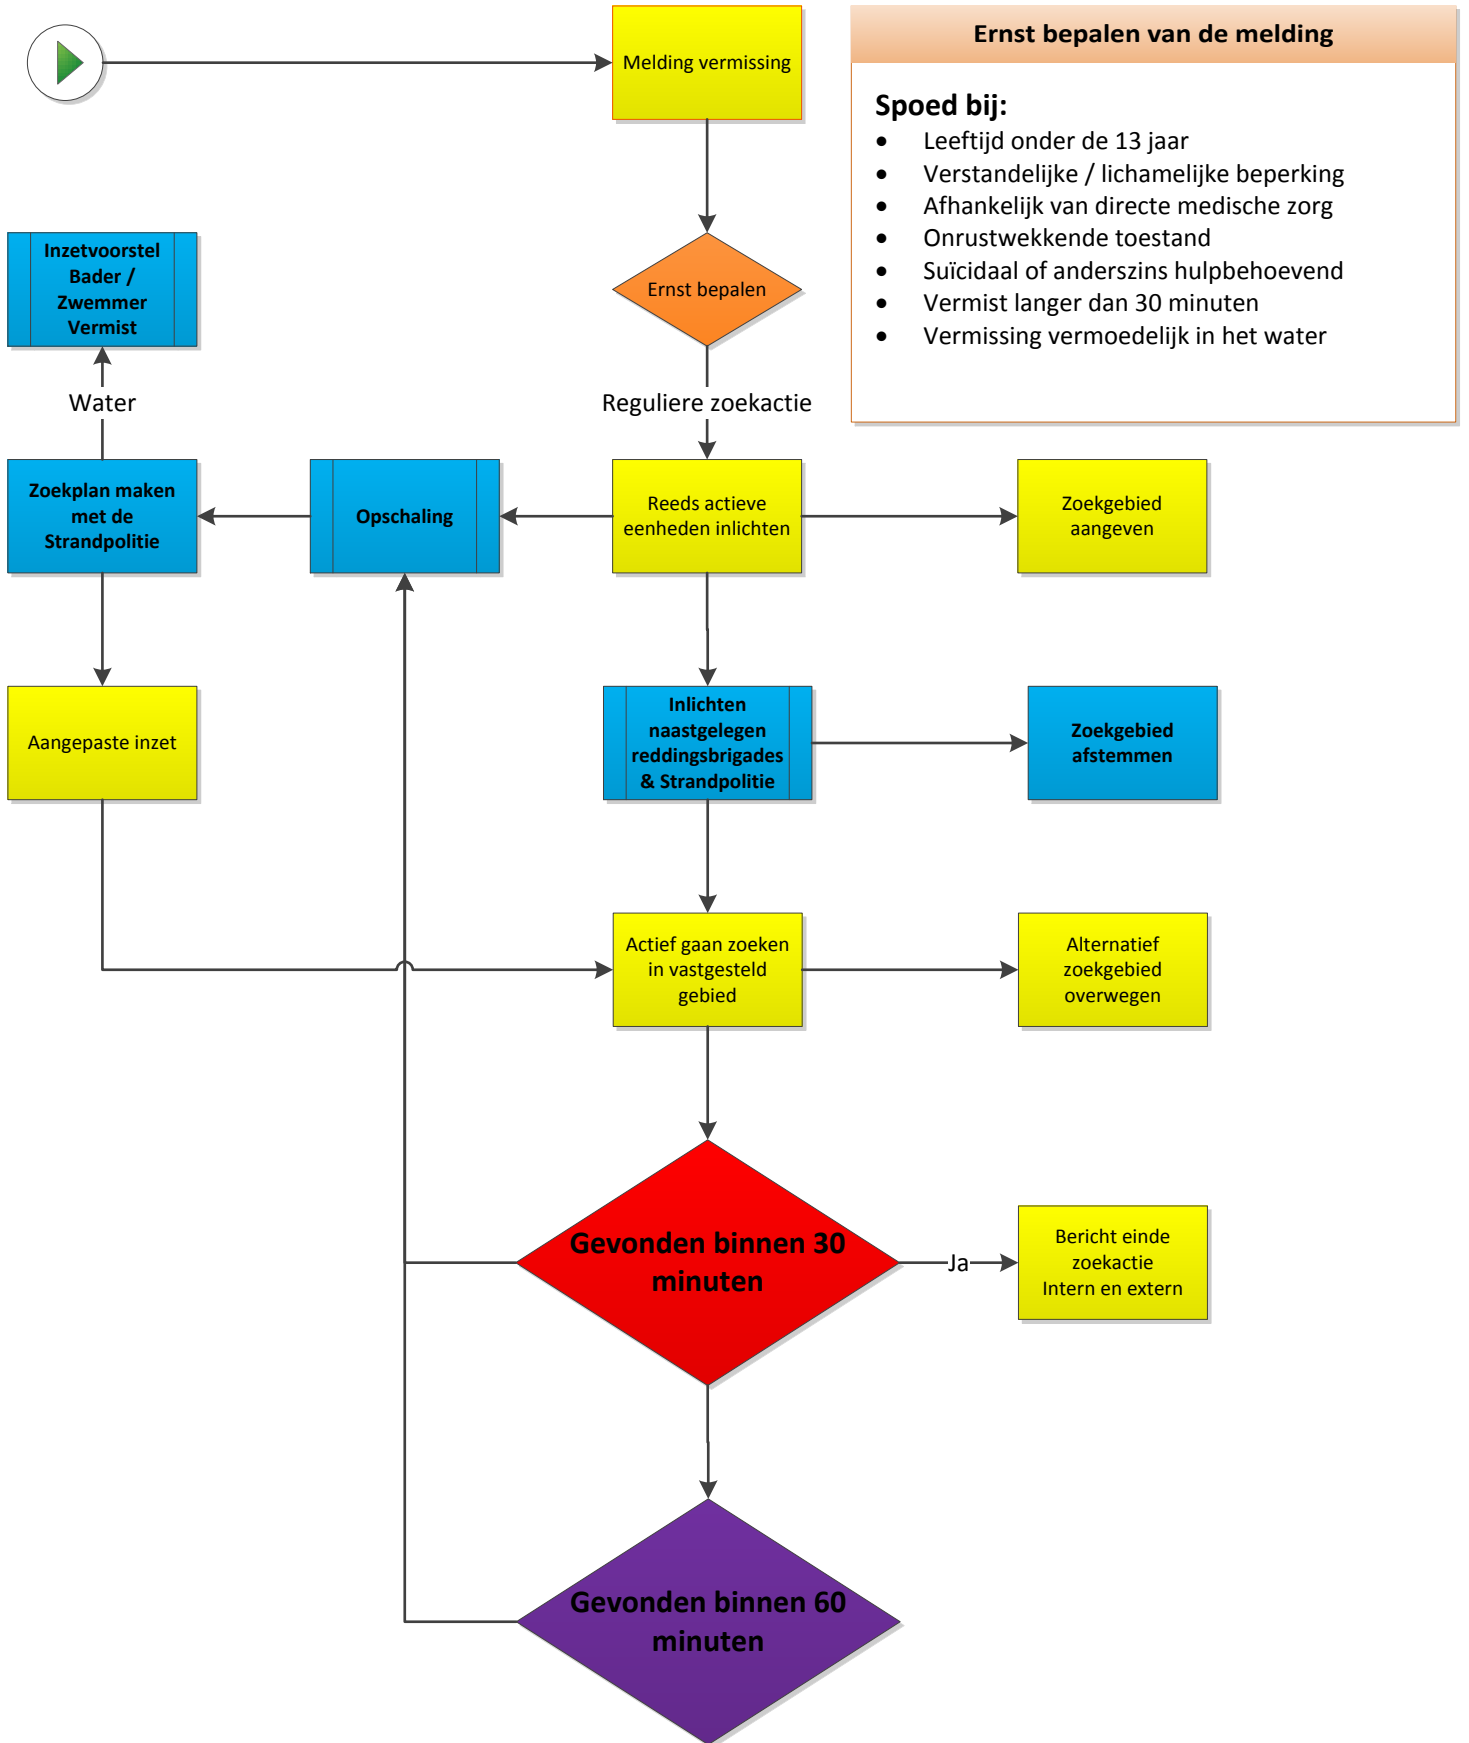 Melding vermissing
Ernst bepalen van de melding
Spoed bij:
• Leeftijd onder de 13 jaar
• Verstandelijke / lichamelijke beperking
• Afhankelijk van directe medische zorg
• Onrustwekkende toestand
• Suïcidaal of anderszins hulpbehoevend
• Vermist langer dan 30 minuten
• Vermissing vermoedelijk in het water
Inzetvoorstel
Bader /
Zwemmer
Vermist
Ernst bepalen
Water
Reguliere zoekactie
Zoekplan maken
met de
Strandpolitie
Opschaling
Reeds actieve
eenheden inlichten
Zoekgebied
aangeven
Aangepaste inzet
Inlichten
naastgelegen
reddingsbrigades
& Strandpolitie
Zoekgebied
afstemmen
Actief gaan zoeken
in vastgesteld
gebied
Alternatief
zoekgebied
overwegen
Gevonden binnen 30
minuten
Ja
Bericht einde
zoekactie
Intern en extern
Gevonden binnen 60
minuten